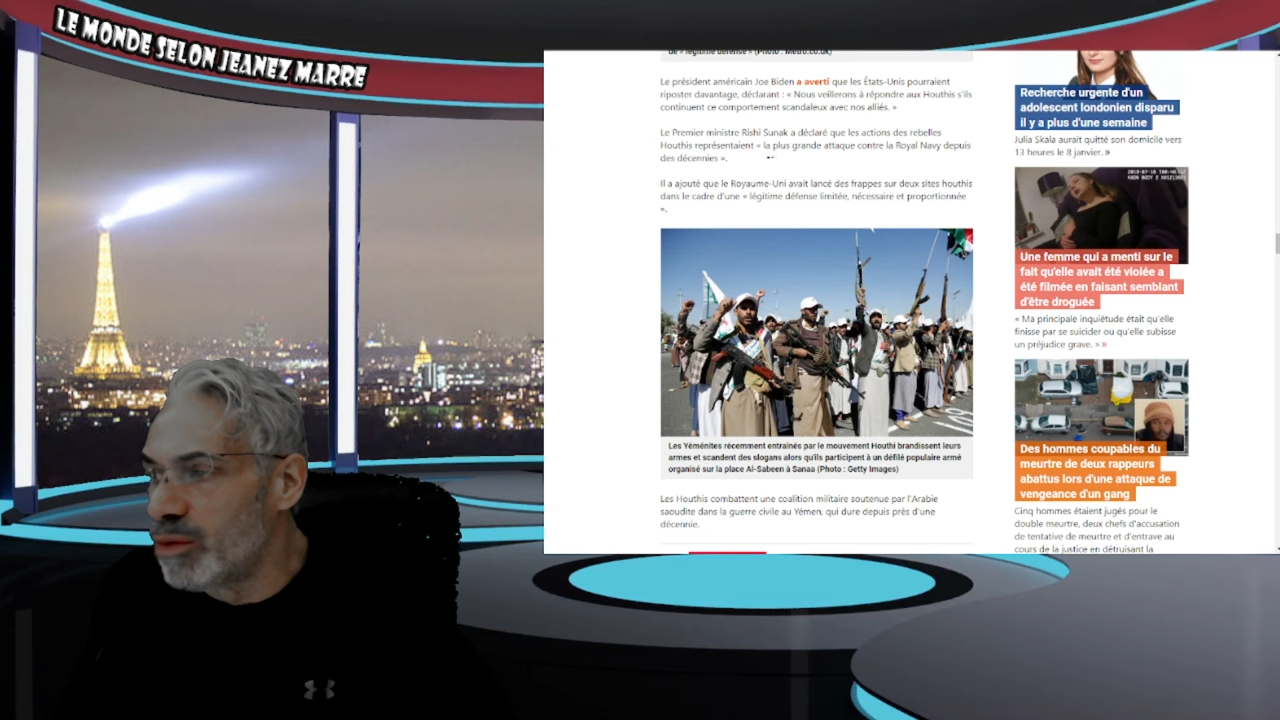 LE MONDE SELON JEANEZ MARRE
de « légitime défense » (Photo : Metro.co.uk)
Le président américain Joe Biden a averti que les États-Unis pourraient
riposter davantage, déclarant : « Nous veillerons à répondre aux Houthis s'ils
continuent ce comportement scandaleux avec nos alliés. »
Le Premier ministre Rishi Sunak a déclaré que les actions des rebelles
Houthis représentaient « la plus grande attaque contre la Royal Navy depuis
des décennies ».
Il a ajouté que le Royaume-Uni avait lancé des frappes sur deux sites houthis
dans le cadre d'une « légitime défense limitée, nécessaire et proportionnée
».
Les Yéménites récemment entraînés par le mouvement Houthi brandissent leurs
armes et scandent des slogans alors qu'ils participent à un défilé populaire armé
organisé sur la place Al-Sabeen à Sanaa (Photo : Getty Images)
Les Houthis combattent une coalition militaire soutenue par l'Arabie
saoudite dans la guerre civile au Yémen, qui dure depuis près d'une
décennie.
Recherche urgente d'un
adolescent londonien disparu
il y a plus d'une semaine
Julia Skala aurait quitté son domicile vers
13 heures le 8 janvier. »
Une femme qui a menti sur le
fait qu'elle avait été violée a
été filmée en faisant semblant
d'être droguée
« Ma principale inquiétude était qu'elle
finisse par se suicider ou qu'elle subisse
un préjudice grave. » »
Des hommes coupables du
meurtre de deux rappeurs
abattus lors d'une attaque de
vengeance d'un gang
Cinq hommes étaient jugés pour le
double meurtre, deux chefs d'accusation
de tentative de meurtre et d'entrave au
cours de la justice en détruisant la